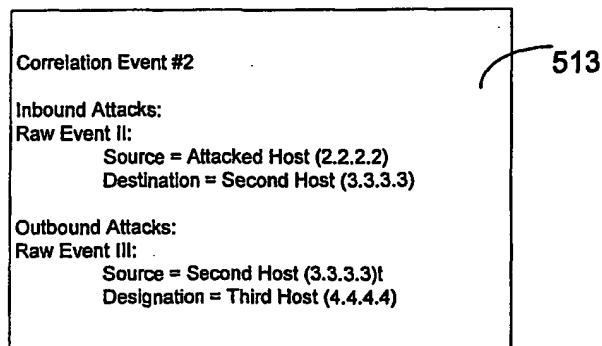 Correlation Event #2
513
Inbound Attacks:
Raw Event II:
Source = Attacked Host (2.2.2.2)
Destination = Second Host (3.3.3.3)
Outbound Attacks:
Raw Event III:
Source = Second Host (3.3.3.3)t
Designation = Third Host (4.4.4.4)